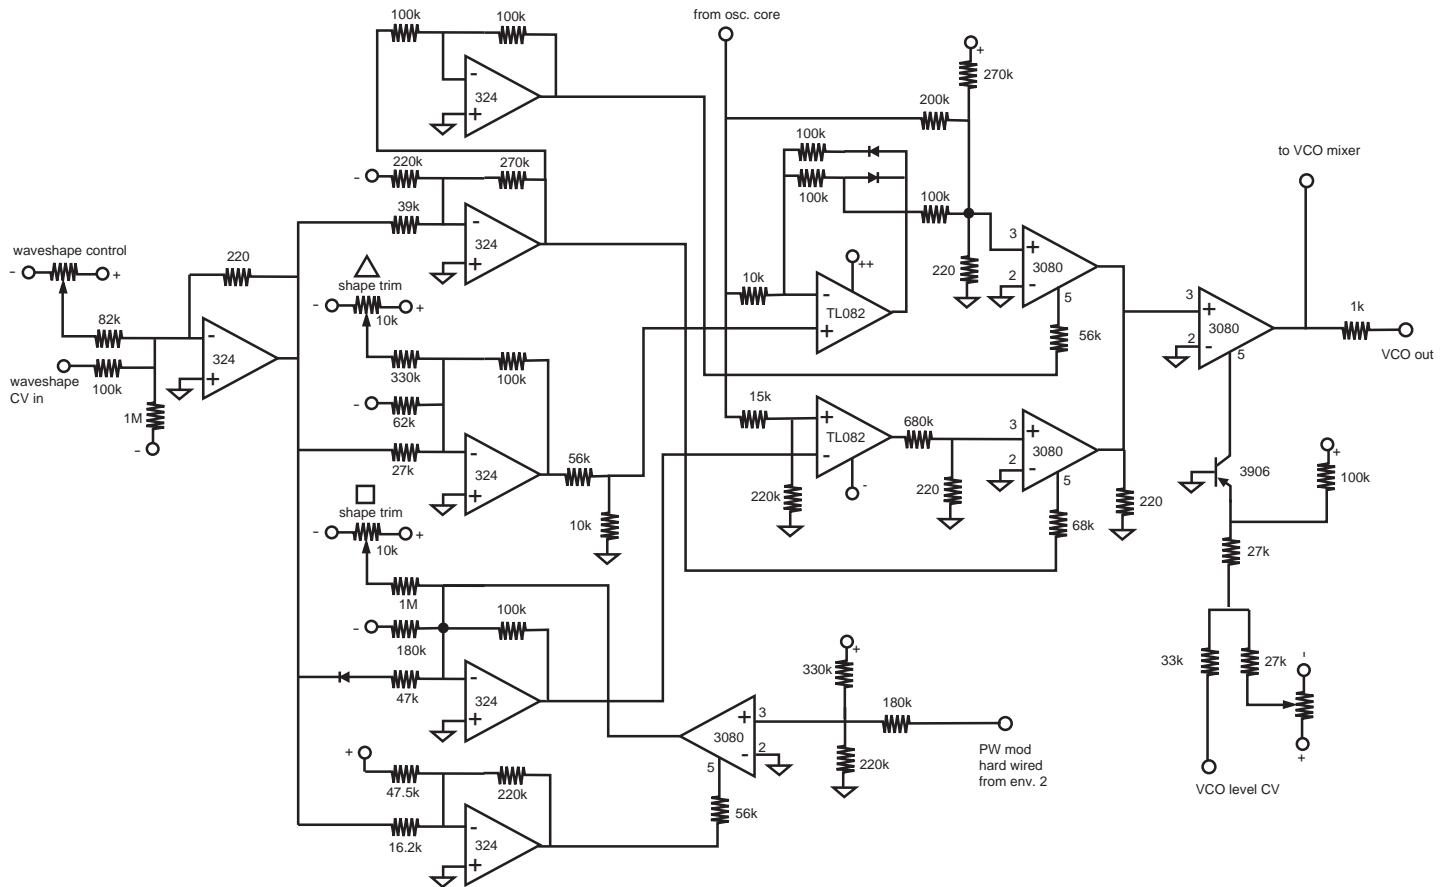 100k
100k
from osc. core
+
-
324
+
270k
200k
100k
100k
100k
to VCO mixer
-
220k
270k
39k
-
324
+
waveshape control
-
+
220
shape trim
-
+
10k
82k
100k
-
324
+
waveshape
CV in
1M
-
330k
100k
-
62k
27k
-
324
+
56k
10k
10k
++
-
TL082
+
220
3
+
2
-
3080
5
56k
3
+
2
-
3080
5
1k
VCO out
15k
+
TL082
-
-
220k
680k
220
3
+
2
-
3080
5
68k
220
3906
+
100k
27k
33k
27k
-
+
VCO level CV
shape trim
-
+
10k
1M
-
180k
100k
47k
-
324
+
+
330k
180k
+
3
3080
-
2
5
220k
PW mod
hard wired
from env. 2
56k
+
47.5k
220k
16.2k
-
324
+